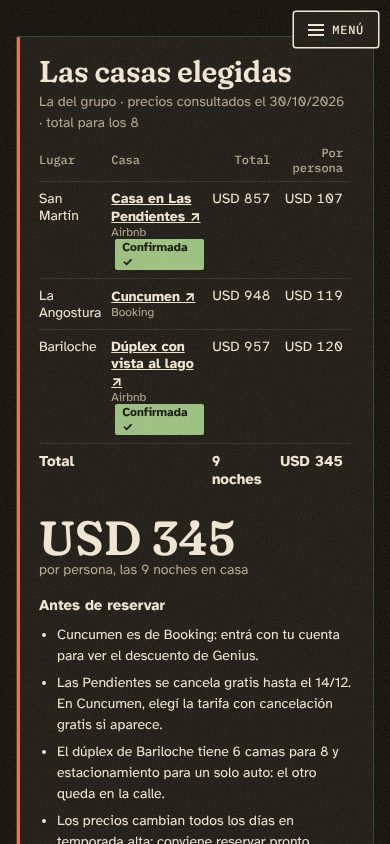 MENÚ
Las casas elegidas
La del grupo · precios consultados el 30/10/2026
· total para los 8
Lugar Casa Total Por persona
San Martín Casa en Las Pendientes ↗ USD 857 USD 107
Airbnb
Confirmada ✓
La Angostura Cuncumen ↗ USD 948 USD 119
Booking
Bariloche Dúplex con vista al lago ↗ USD 957 USD 120
Airbnb
Confirmada ✓
Total 9 noches USD 345
USD 345
por persona, las 9 noches en casa
Antes de reservar
• Cuncumen es de Booking: entrá con tu cuenta
para ver el descuento de Genius.
• Las Pendientes se cancela gratis hasta el 14/12.
En Cuncumen, elegí la tarifa con cancelación
gratis si aparece.
• El dúplex de Bariloche tiene 6 camas para 8 y
estacionamiento para un solo auto: el otro
queda en la calle.
• Los precios cambian todos los días en
temporada alta: conviene reservar pronto